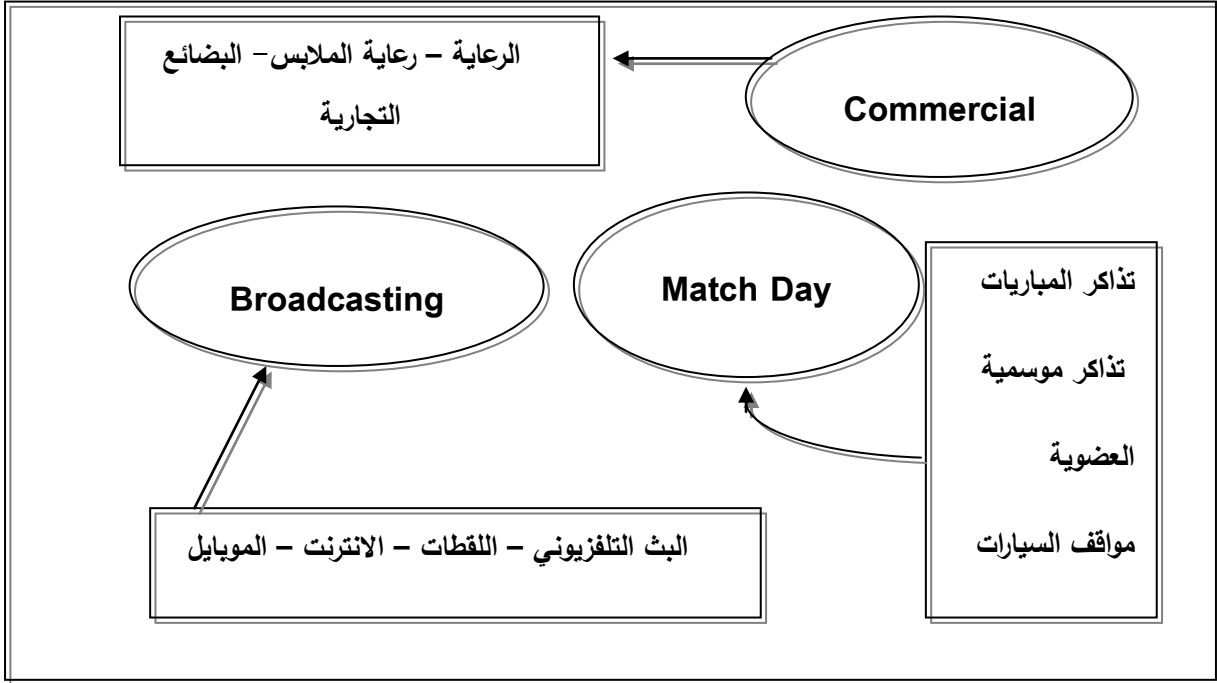 الرعاية – رعاية الملابس– البضائع
التجارية
Commercial
Broadcasting
Match Day
تذاكر المباريات
تذاكر موسمية
العضوية
مواقف السيارات
البث التلفزيوني – اللقطات – الانترنت – الموبايل